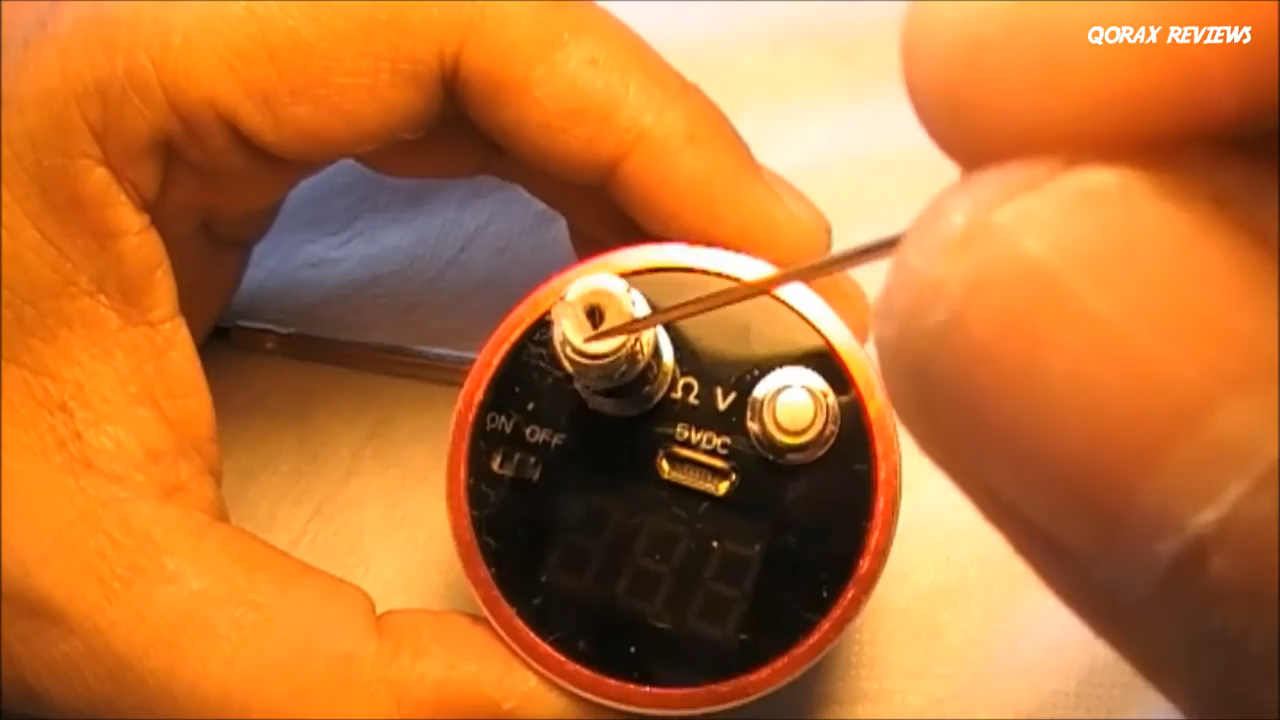 QORAX REVIEWS
Ω V
5VDC
ON OFF